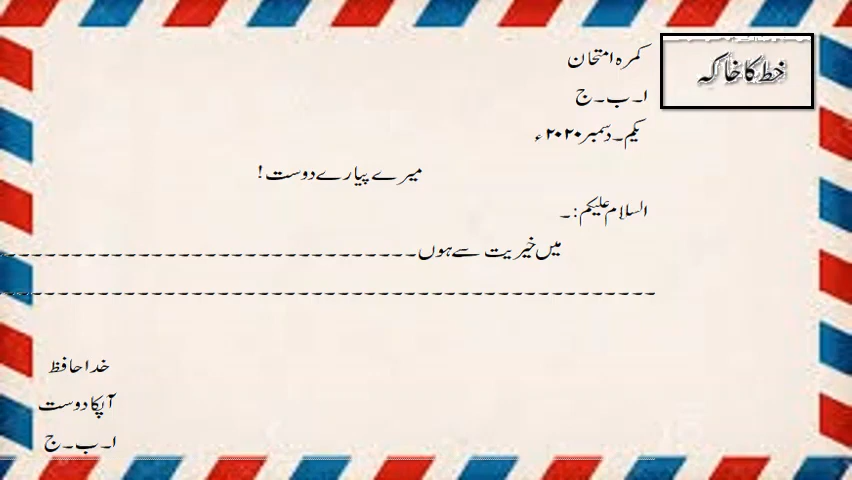 خط کا خاکہ
کمرہ امتحان
ا۔ب۔ج
یکم۔دسمبر ۲۰۲۰ء
میرے پیارے دوست!
السلام علیکم:۔
میں خیریت سے ہوں۔۔۔۔۔۔۔۔۔۔۔۔۔۔۔۔۔۔۔۔۔۔۔۔۔۔۔۔۔۔۔
۔۔۔۔۔۔۔۔۔۔۔۔۔۔۔۔۔۔۔۔۔۔۔۔۔۔۔۔۔۔۔۔۔۔۔۔۔۔۔۔۔۔۔۔۔۔۔۔۔
خدا حافظ
آپکا دوست
ا۔ب۔ج